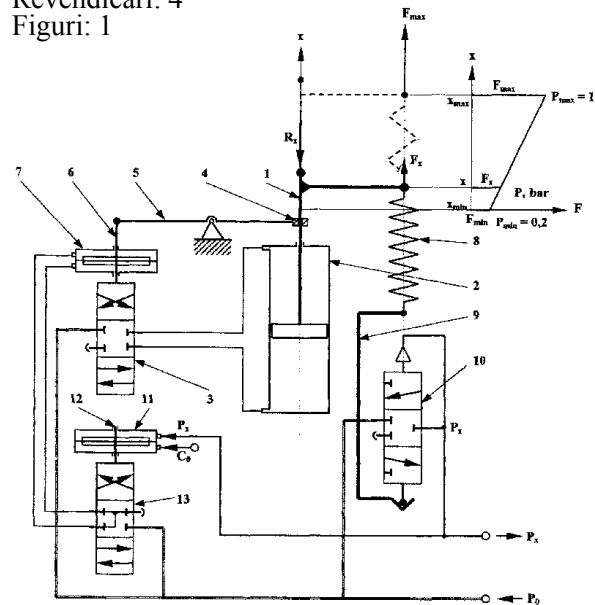 Revendicări: 4
Figuri: 1
x
Fmax
x
Fmax
xmax
Pmax = 1
Rx
7
6
5
4
1
Fx
x
Fx
P, bar
xmin
F
Fmin
Pmin = 0,2
8
2
9
10
3
12
11
Px
Px
C0
13
Px
P0